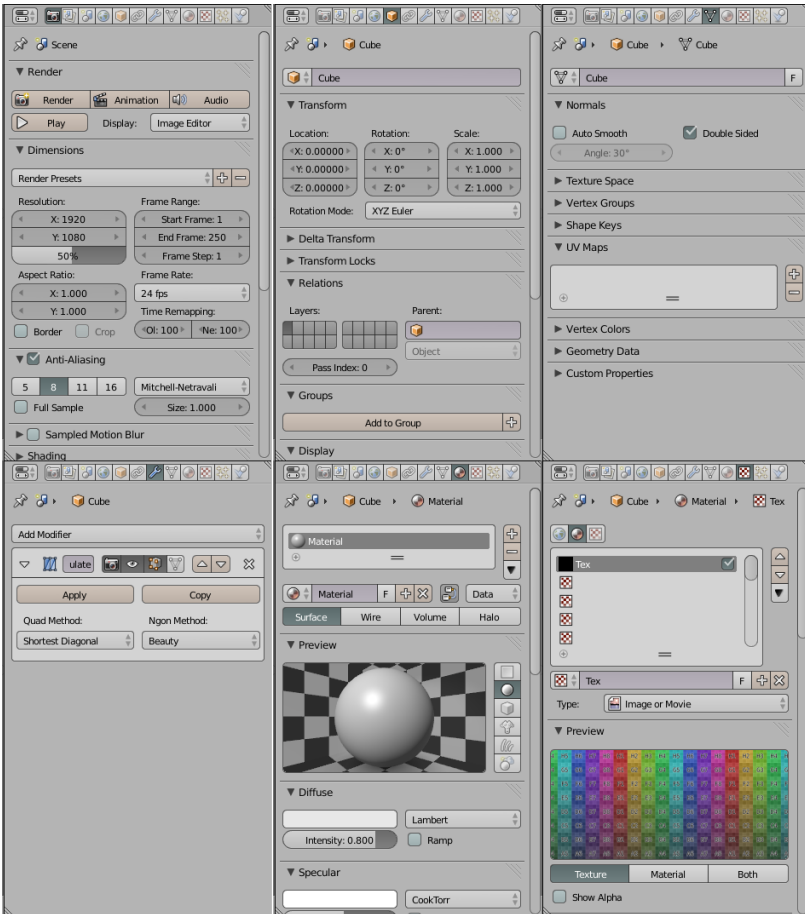 Scene
Render
Render Animation Audio
Play Display: Image Editor
Dimensions
Render Presets
Resolution: Frame Range:
X: 1920 Start Frame: 1
Y: 1080 End Frame: 250
50% Frame Step: 1
Aspect Ratio: Frame Rate:
X: 1.000 24 fps
Y: 1.000 Time Remapping:
Border Crop Ol: 100 Ne: 100
Anti-Aliasing
5 8 11 16 Mitchell-Netravali
Full Sample Size: 1.000
Sampled Motion Blur
Shading
Cube
Cube
Transform
Location: Rotation: Scale:
X: 0.00000 X: 0° X: 1.000
Y: 0.00000 Y: 0° Y: 1.000
Z: 0.00000 Z: 0° Z: 1.000
Rotation Mode: XYZ Euler
Delta Transform
Transform Locks
Relations
Layers: Parent:
Object
Pass Index: 0
Groups
Add to Group
Display
Cube Cube
Cube F
Normals
Auto Smooth Double Sided
Angle: 30°
Texture Space
Vertex Groups
Shape Keys
UV Maps
Vertex Colors
Geometry Data
Custom Properties
Cube
Add Modifier
ulate
Apply Copy
Quad Method: Ngon Method:
Shortest Diagonal Beauty
Cube Material
Material
Material F Data
Surface Wire Volume Halo
Preview
Diffuse
Lambert
Intensity: 0.800 Ramp
Specular
CookTorr
Cube Material Tex
Tex
Tex F
Type: Image or Movie
Preview
Texture Material Both
Show Alpha